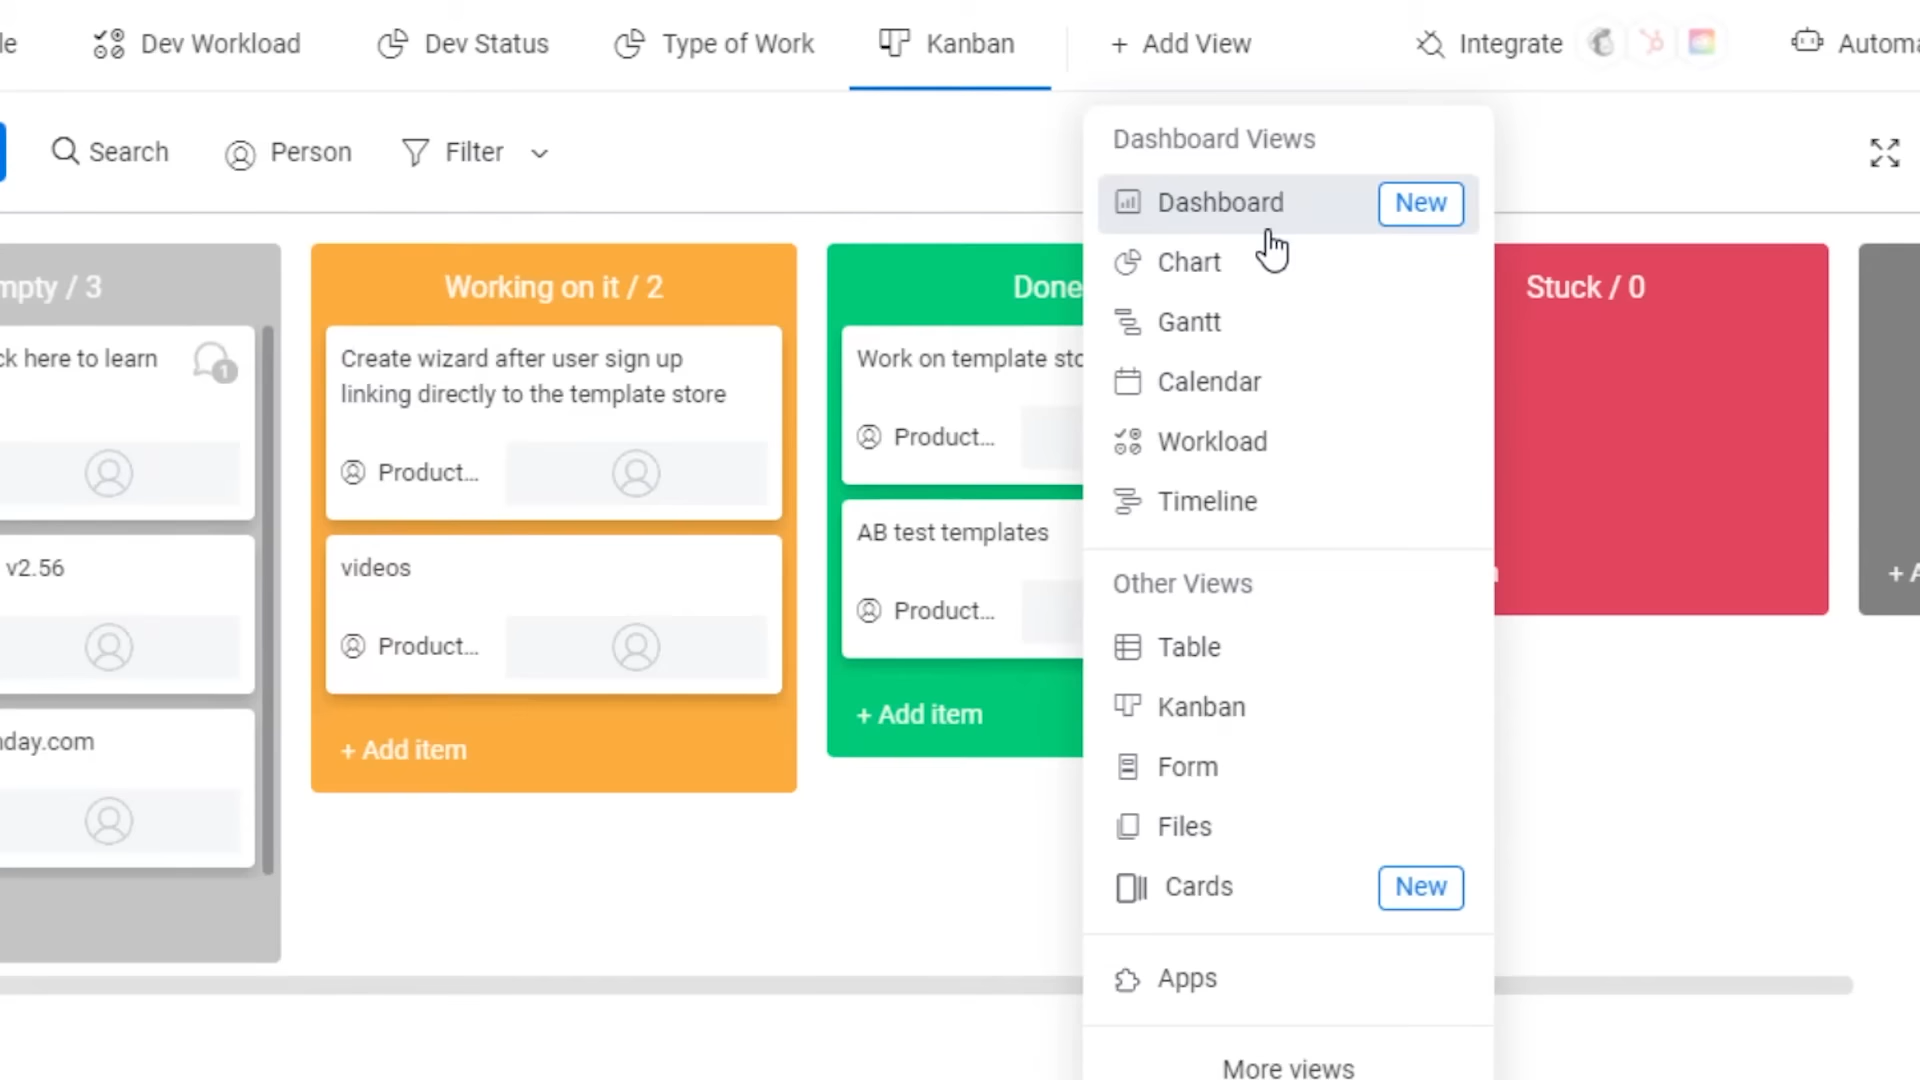 le
Dev Workload
Dev Status
Type of Work
Kanban
+ Add View
Integrate
Automa
Search
Person
Filter
mpty / 3
ck here to learn
1
v2.56
nday.com
Working on it / 2
Create wizard after user sign up
linking directly to the template store
Product...
videos
Product...
+ Add item
Done
Work on template sto
Product...
AB test templates
Product...
+ Add item
Dashboard Views
Dashboard
New
Chart
Gantt
Calendar
Workload
Timeline
Other Views
Table
Kanban
Form
Files
Cards
New
Apps
More views
Stuck / 0
+ A